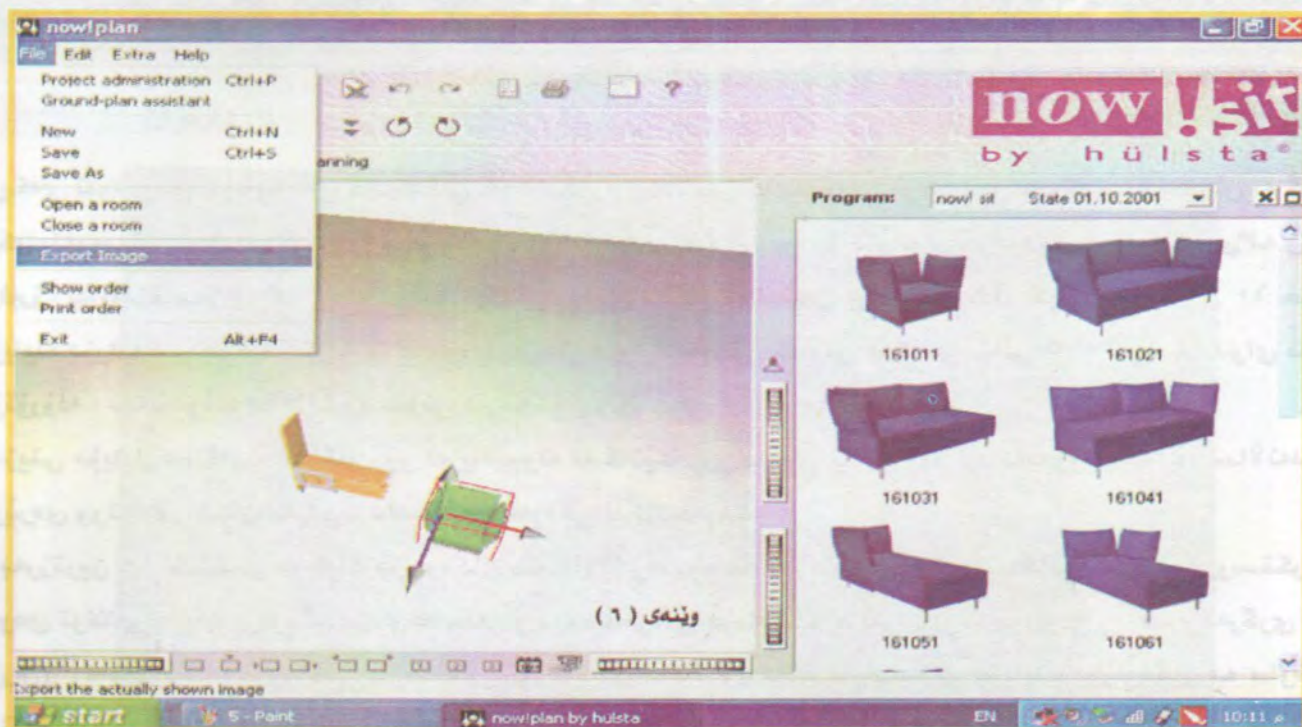 now!plan
File Edit Extra Help
Project administration Ctrl+P
Ground-plan assistant
New Ctrl+N
Save Ctrl+S
Save As
Open a room
Close a room
Export Image
Show order
Print order
Exit Alt+F4
anning
now! sit
by hülsta®
Program: now! sit State 01.10.2001
161011 161021
161031 161041
161051 161061
وێنەی ( ٦ )
Export the actually shown image
start 5 - Paint now!plan by hulsta EN 10:11 م